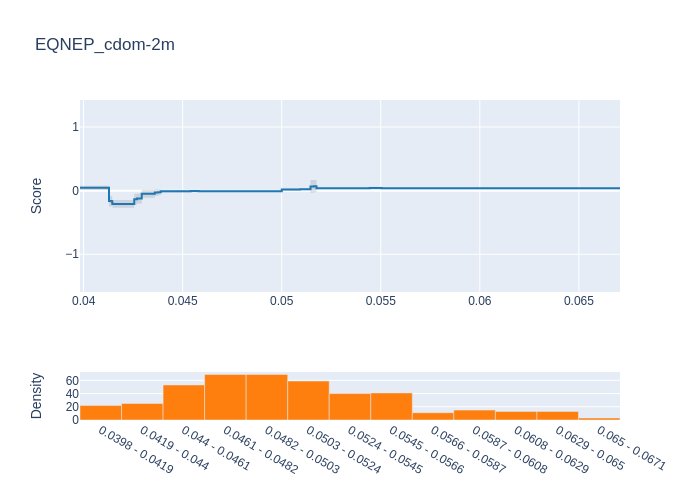 EQNEP_cdom-2m
Score
1
0
−1
0.04
0.045
0.05
0.055
0.06
0.065
Density
60
40
20
0
0.0398 - 0.0419
0.0419 - 0.044
0.044 - 0.0461
0.0461 - 0.0482
0.0482 - 0.0503
0.0503 - 0.0524
0.0524 - 0.0545
0.0545 - 0.0566
0.0566 - 0.0587
0.0587 - 0.0608
0.0608 - 0.0629
0.0629 - 0.065
0.065 - 0.0671